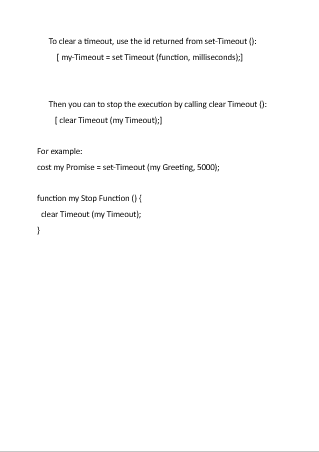 To clear a timeout, use the id returned from set-Timeout ():
[ my-Timeout = set Timeout (function, milliseconds);]
Then you can to stop the execution by calling clear Timeout ():
[ clear Timeout (my Timeout);]
For example:
cost my Promise = set-Timeout (my Greeting, 5000);
function my Stop Function () {
clear Timeout (my Timeout);
}